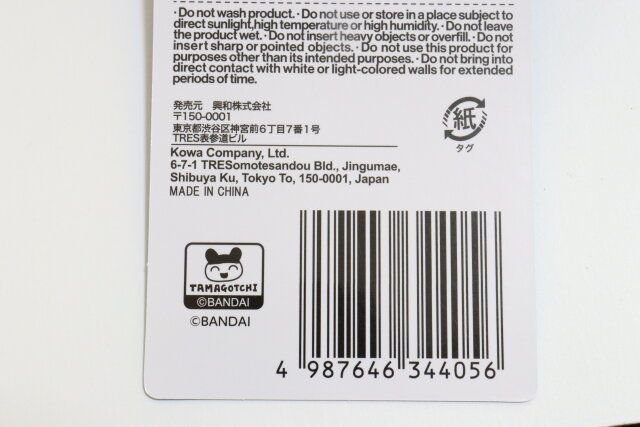 ・Do not wash product.・Do not use or store in a place subject to
direct sunlight,high temperature or high humidity.・Do not leave
the product wet.・Do not insert heavy objects or overfill.・Do not
insert sharp or pointed objects.・Do not use this product for
purposes other than its intended purposes.・Do not bring into
direct contact with white or light-colored walls for extended
periods of time.
発売元 興和株式会社
〒150-0001
東京都渋谷区神宮前6丁目7番1号
TRES表参道ビル
Kowa Company, Ltd.
6-7-1 TRESomotesandou Bld., Jingumae,
Shibuya Ku, Tokyo To, 150-0001, Japan
MADE IN CHINA
紙
タグ
TAMAGOTCHI
©BANDAI
©BANDAI
4 987646 344056